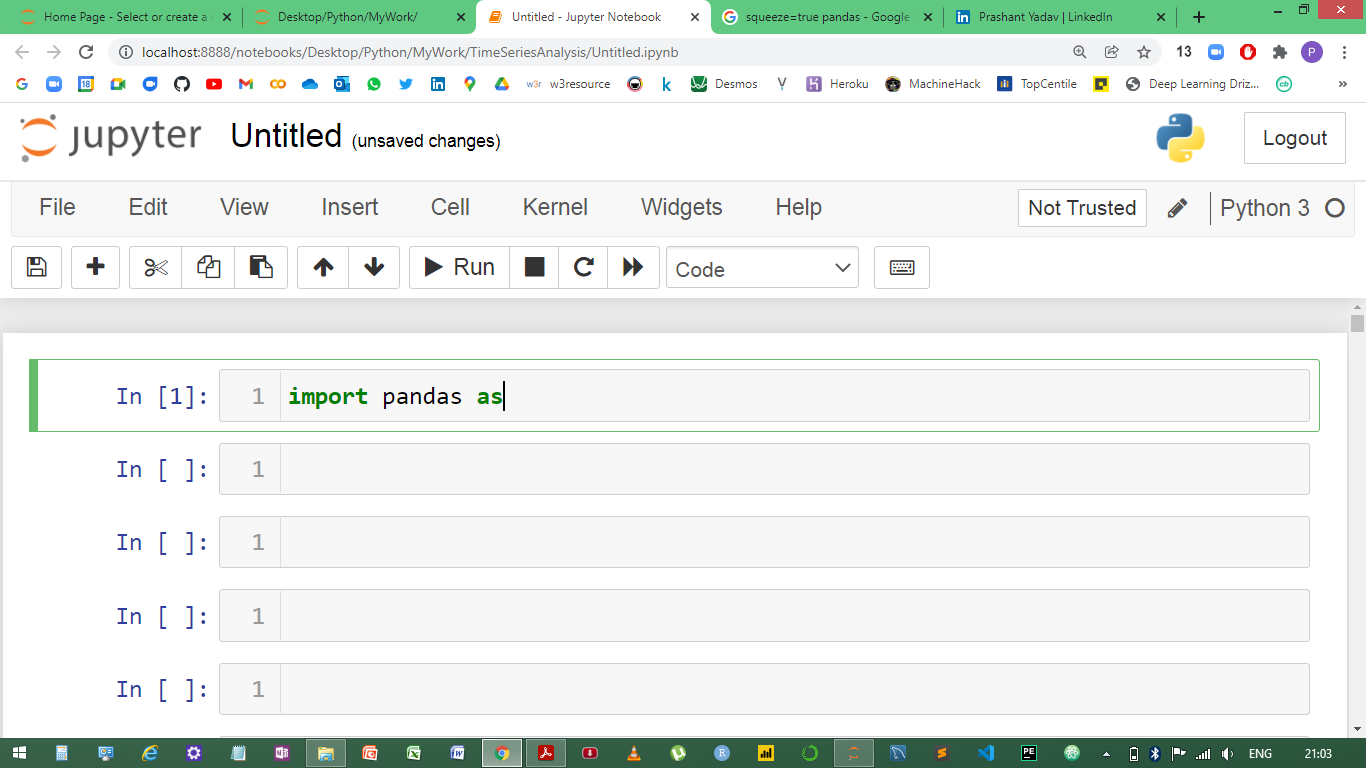 Home Page - Select or create a
Desktop/Python/MyWork/
Untitled - Jupyter Notebook
squeeze=true pandas - Google
Prashant Yadav | LinkedIn
localhost:8888/notebooks/Desktop/Python/MyWork/TimeSeriesAnalysis/Untitled.ipynb
13
P
18
w3r w3resource
k
Desmos
Heroku
MachineHack
TopCentile
Deep Learning Driz...
cb
»
jupyter Untitled (unsaved changes)
Logout
File Edit View Insert Cell Kernel Widgets Help
Not Trusted
Python 3
Run
Code
In [1]: 1 import pandas as
In [ ]: 1
In [ ]: 1
In [ ]: 1
In [ ]: 1
R
PE
ENG
21:03